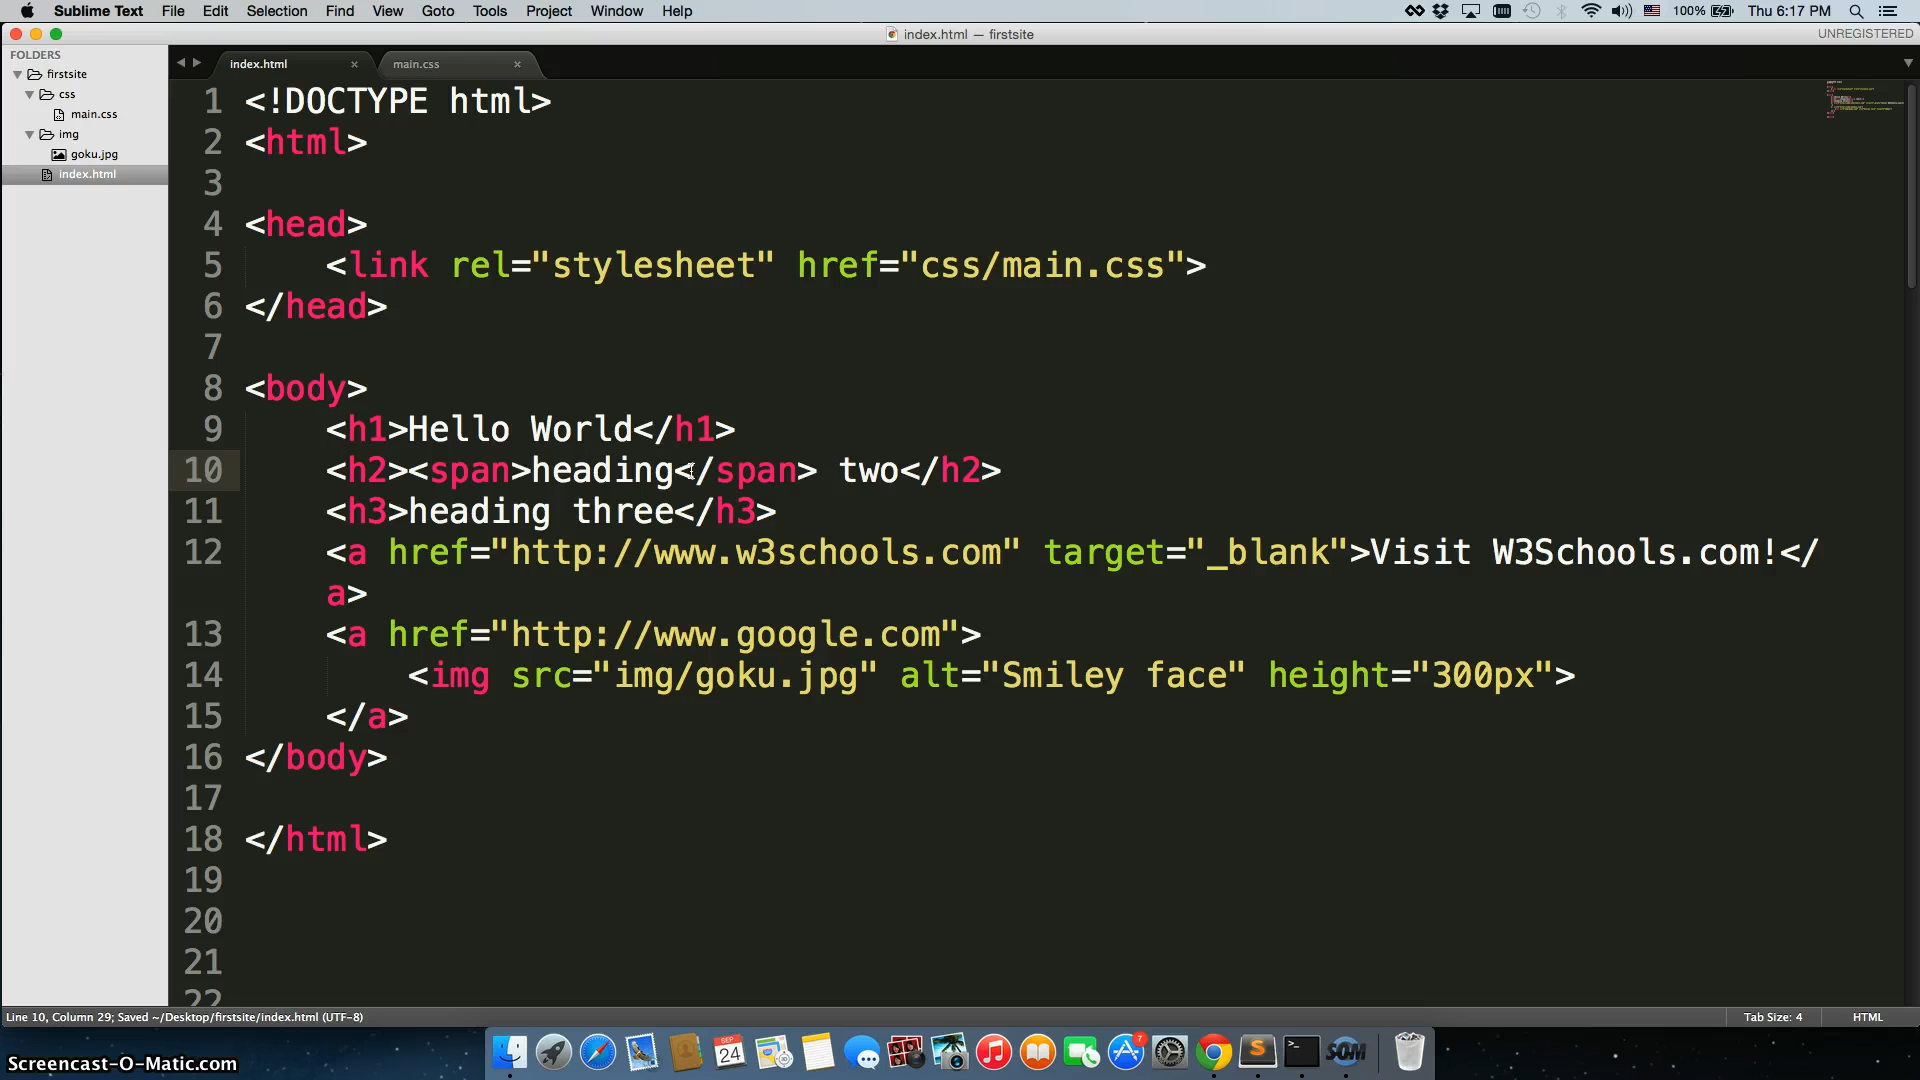 Sublime Text File Edit Selection Find View Goto Tools Project Window Help 100% Thu 6:17 PM
index.html — firstsite UNREGISTERED
FOLDERS
firstsite
css
main.css
img
goku.jpg
index.html
index.html main.css
1 <!DOCTYPE html>
2 <html>
3
4 <head>
5 <link rel="stylesheet" href="css/main.css">
6 </head>
7
8 <body>
9 <h1>Hello World</h1>
10 <h2><span>heading</span> two</h2>
11 <h3>heading three</h3>
12 <a href="http://www.w3schools.com" target="_blank">Visit W3Schools.com!</
a>
13 <a href="http://www.google.com">
14 <img src="img/goku.jpg" alt="Smiley face" height="300px">
15 </a>
16 </body>
17
18 </html>
19
20
21
22
Line 10, Column 29; Saved ~/Desktop/firstsite/index.html (UTF-8) Tab Size: 4 HTML
SEP
24
7
S
>_
SOM
Screencast-O-Matic.com